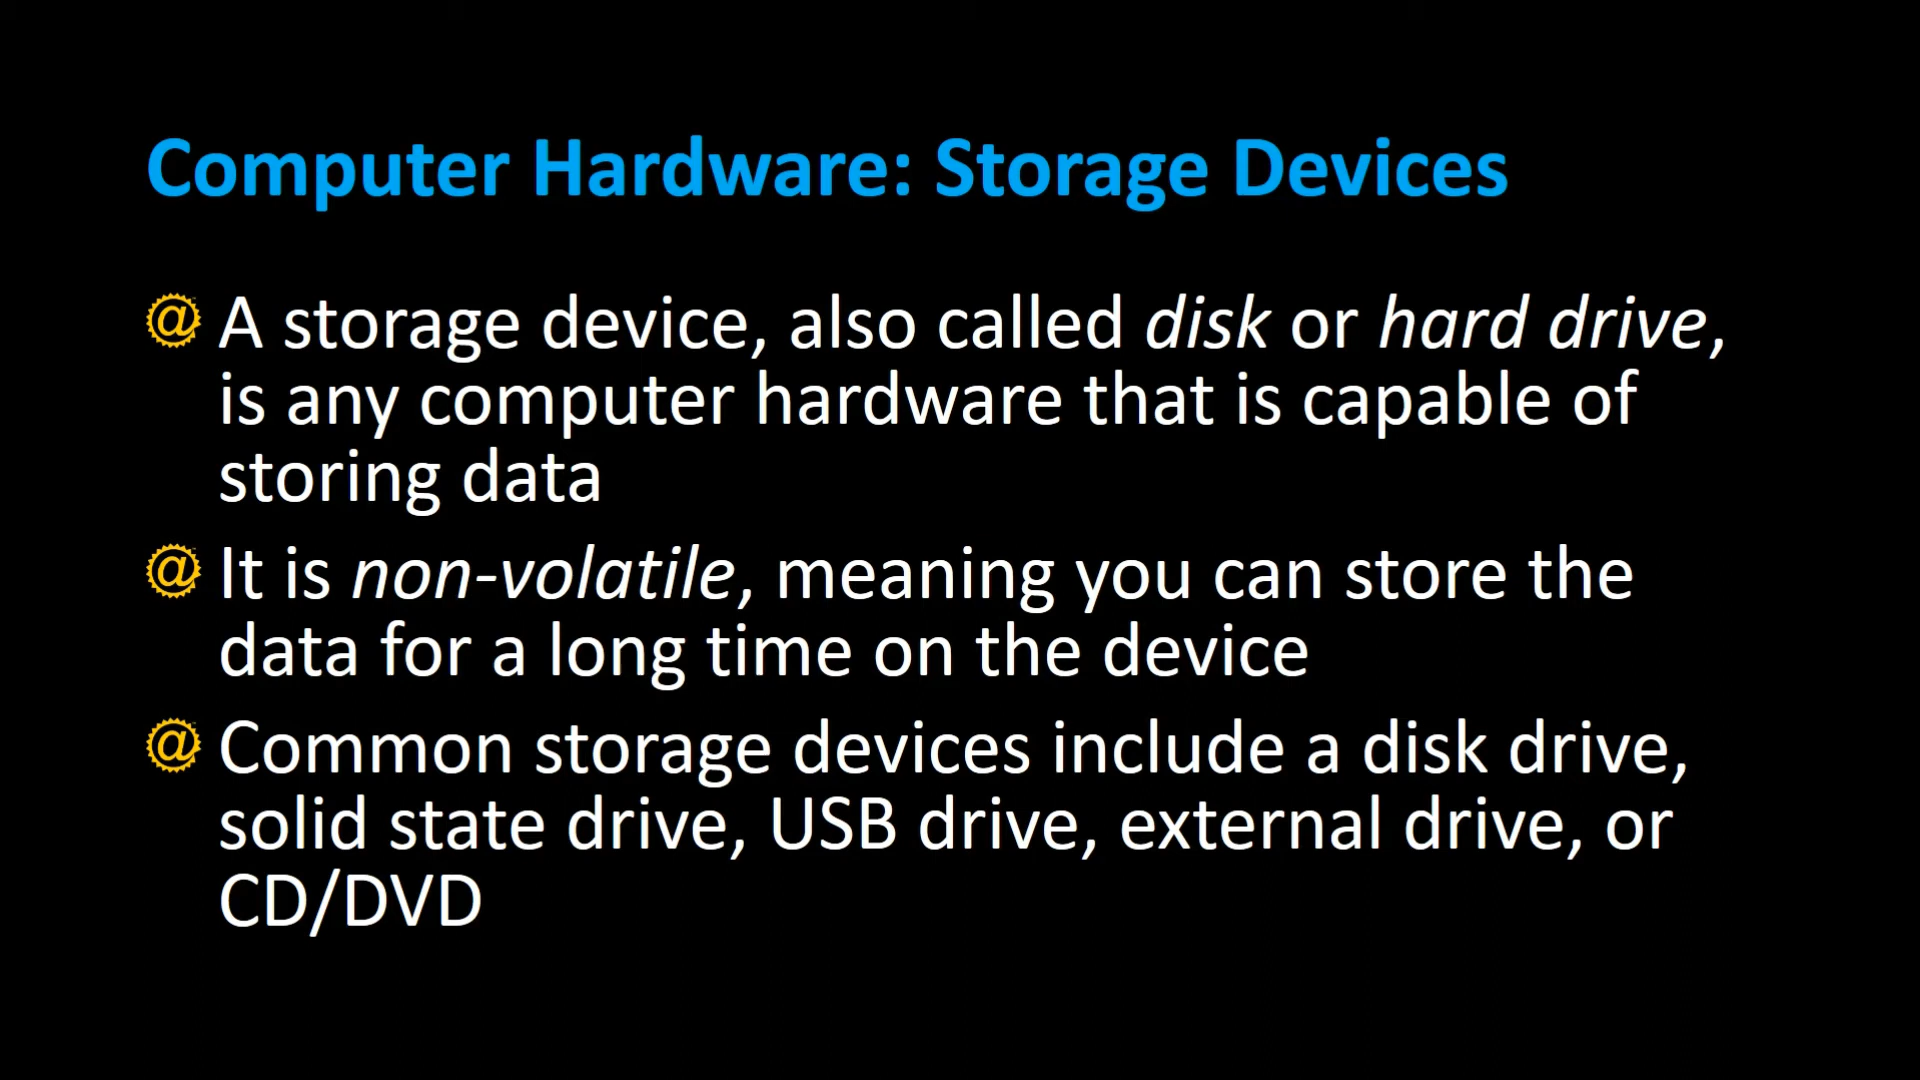 Computer Hardware: Storage Devices
@ A storage device, also called disk or hard drive,
is any computer hardware that is capable of
storing data
@ It is non-volatile, meaning you can store the
data for a long time on the device
@ Common storage devices include a disk drive,
solid state drive, USB drive, external drive, or
CD/DVD